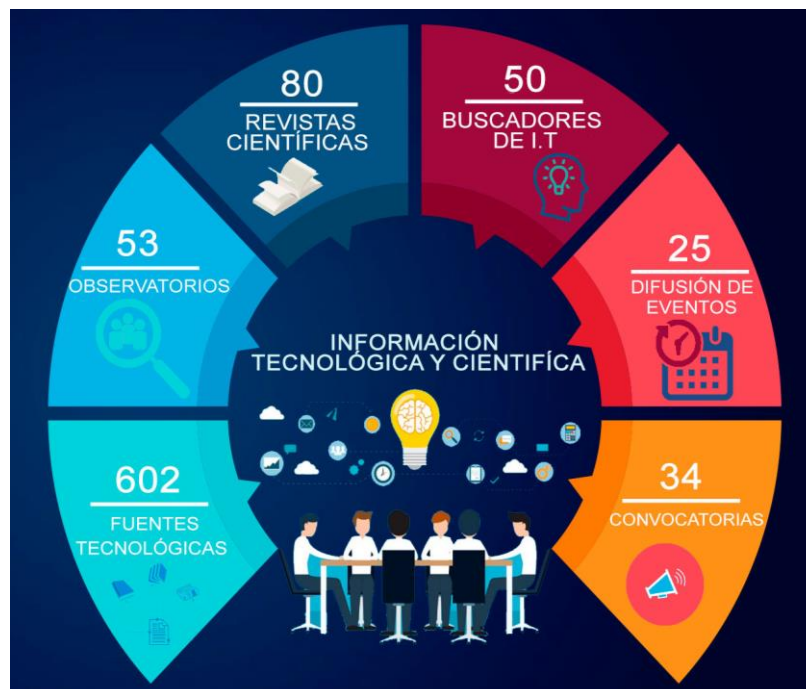 80
REVISTAS
CIENTÍFICAS
50
BUSCADORES
DE I.T
53
OBSERVATORIOS
25
DIFUSIÓN DE
EVENTOS
INFORMACIÓN
TECNOLÓGICA Y CIENTIFÍCA
602
FUENTES
TECNOLÓGICAS
34
CONVOCATORIAS